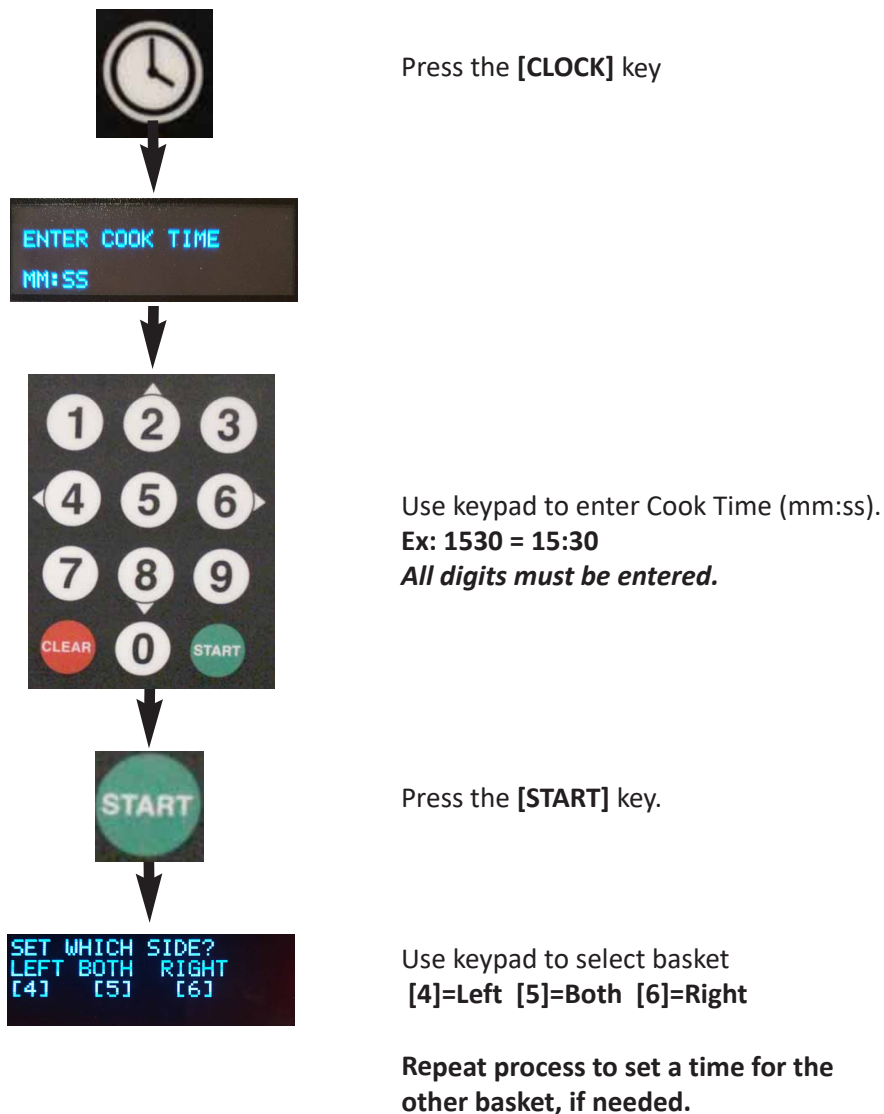 Press the [CLOCK] key
ENTER COOK TIME
MM:SS
1 2 3
4 5 6
7 8 9
CLEAR 0 START
Use keypad to enter Cook Time (mm:ss).
Ex: 1530 = 15:30
All digits must be entered.
START
Press the [START] key.
SET WHICH SIDE?
LEFT BOTH RIGHT
[4] [5] [6]
Use keypad to select basket
[4]=Left [5]=Both [6]=Right
Repeat process to set a time for the
other basket, if needed.